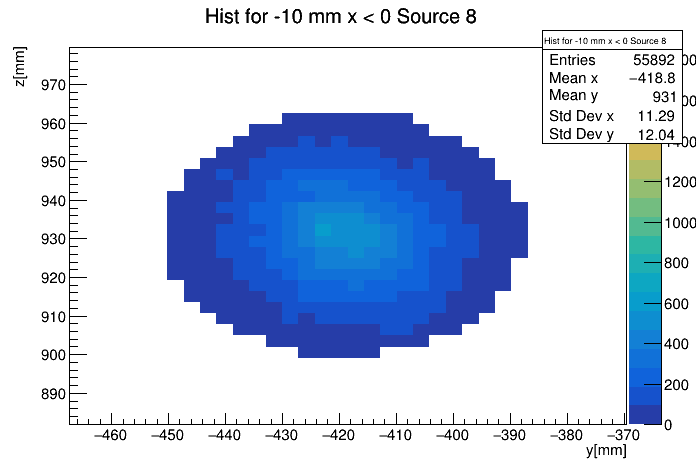 Hist for -10 mm x < 0 Source 8
z[mm]
Hist for -10 mm x < 0 Source 8
Entries 55892
Mean x −418.8
Mean y 931
Std Dev x 11.29
Std Dev y 12.04
970
960
950
940
930
920
910
900
890
−460 −450 −440 −430 −420 −410 −400 −390 −380 −370
y[mm]
1400
1200
1000
800
600
400
200
0